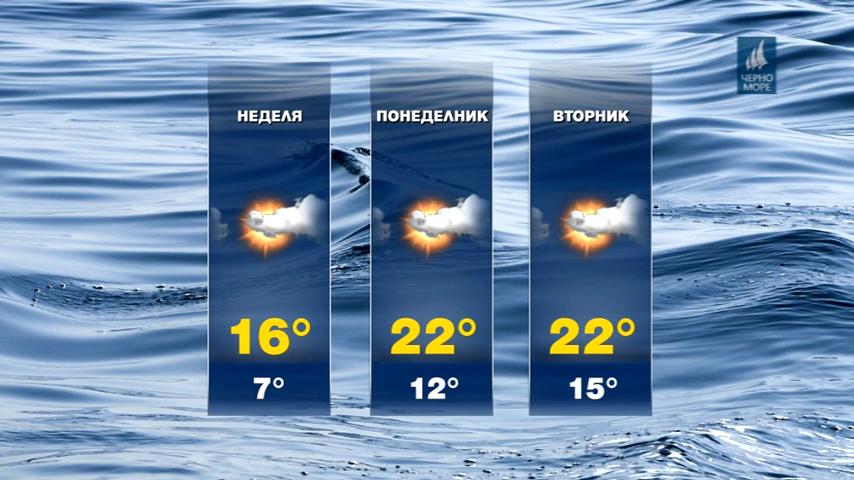 ЧЕРНО
МОРЕ
НЕДЕЛЯ
ПОНЕДЕЛНИК
ВТОРНИК
16°
22°
22°
7°
12°
15°